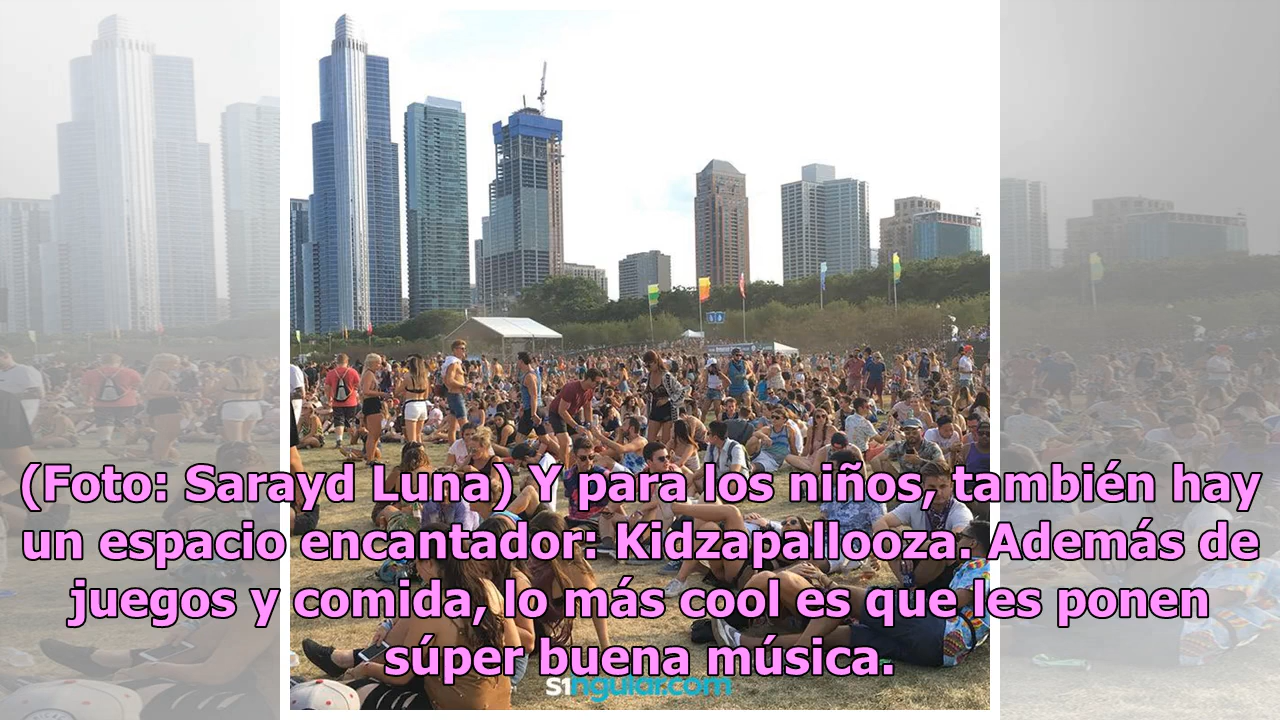 (Foto: Sarayd Luna) Y para los niños, también hay
un espacio encantador: Kidzapallooza. Además de
juegos y comida, lo más cool es que les ponen
súper buena música.
s1ngular.com